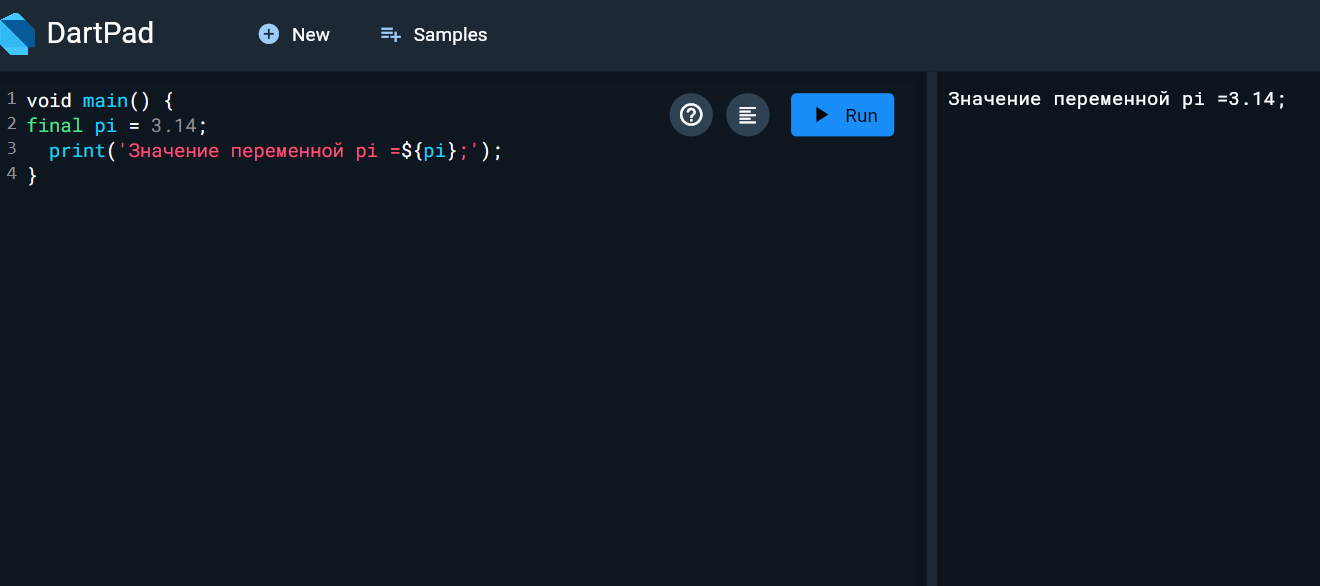 DartPad New Samples
1 void main() {
2 final pi = 3.14;
3   print('Значение переменной pi =${pi};');
4 }
Run
Значение переменной pi =3.14;